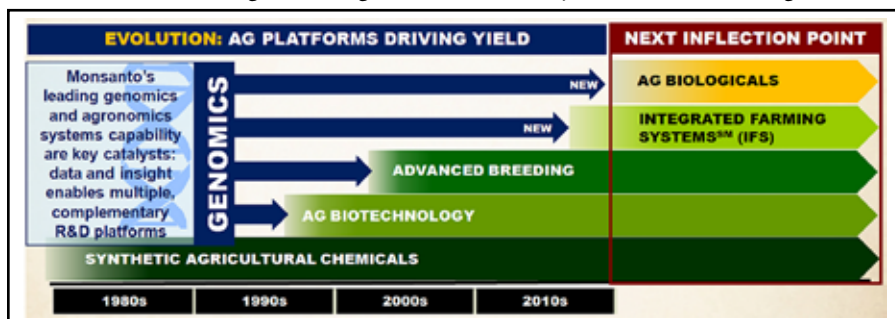 EVOLUTION: AG PLATFORMS DRIVING YIELD
NEXT INFLECTION POINT
Monsanto's
leading genomics
and agronomics
systems capability
are key catalysts:
data and insight
enables multiple,
complementary
R&D platforms
GENOMICS
NEW
AG BIOLOGICALS
NEW
INTEGRATED FARMING
SYSTEMS℠ (IFS)
ADVANCED BREEDING
AG BIOTECHNOLOGY
SYNTHETIC AGRICULTURAL CHEMICALS
1980s
1990s
2000s
2010s